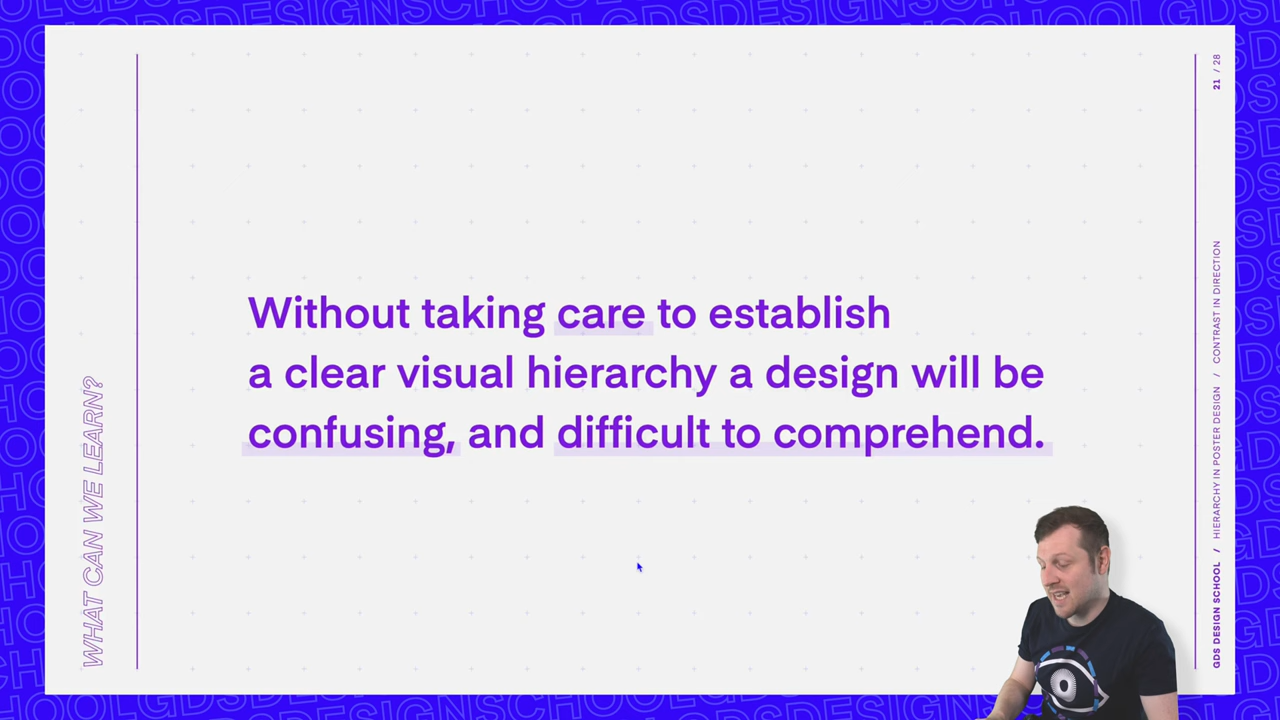 WHAT CAN WE LEARN?
Without taking care to establish
a clear visual hierarchy a design will be
confusing, and difficult to comprehend.
21 / 28
GDS DESIGN SCHOOL / HIERARCHY IN POSTER DESIGN / CONTRAST IN DIRECTION